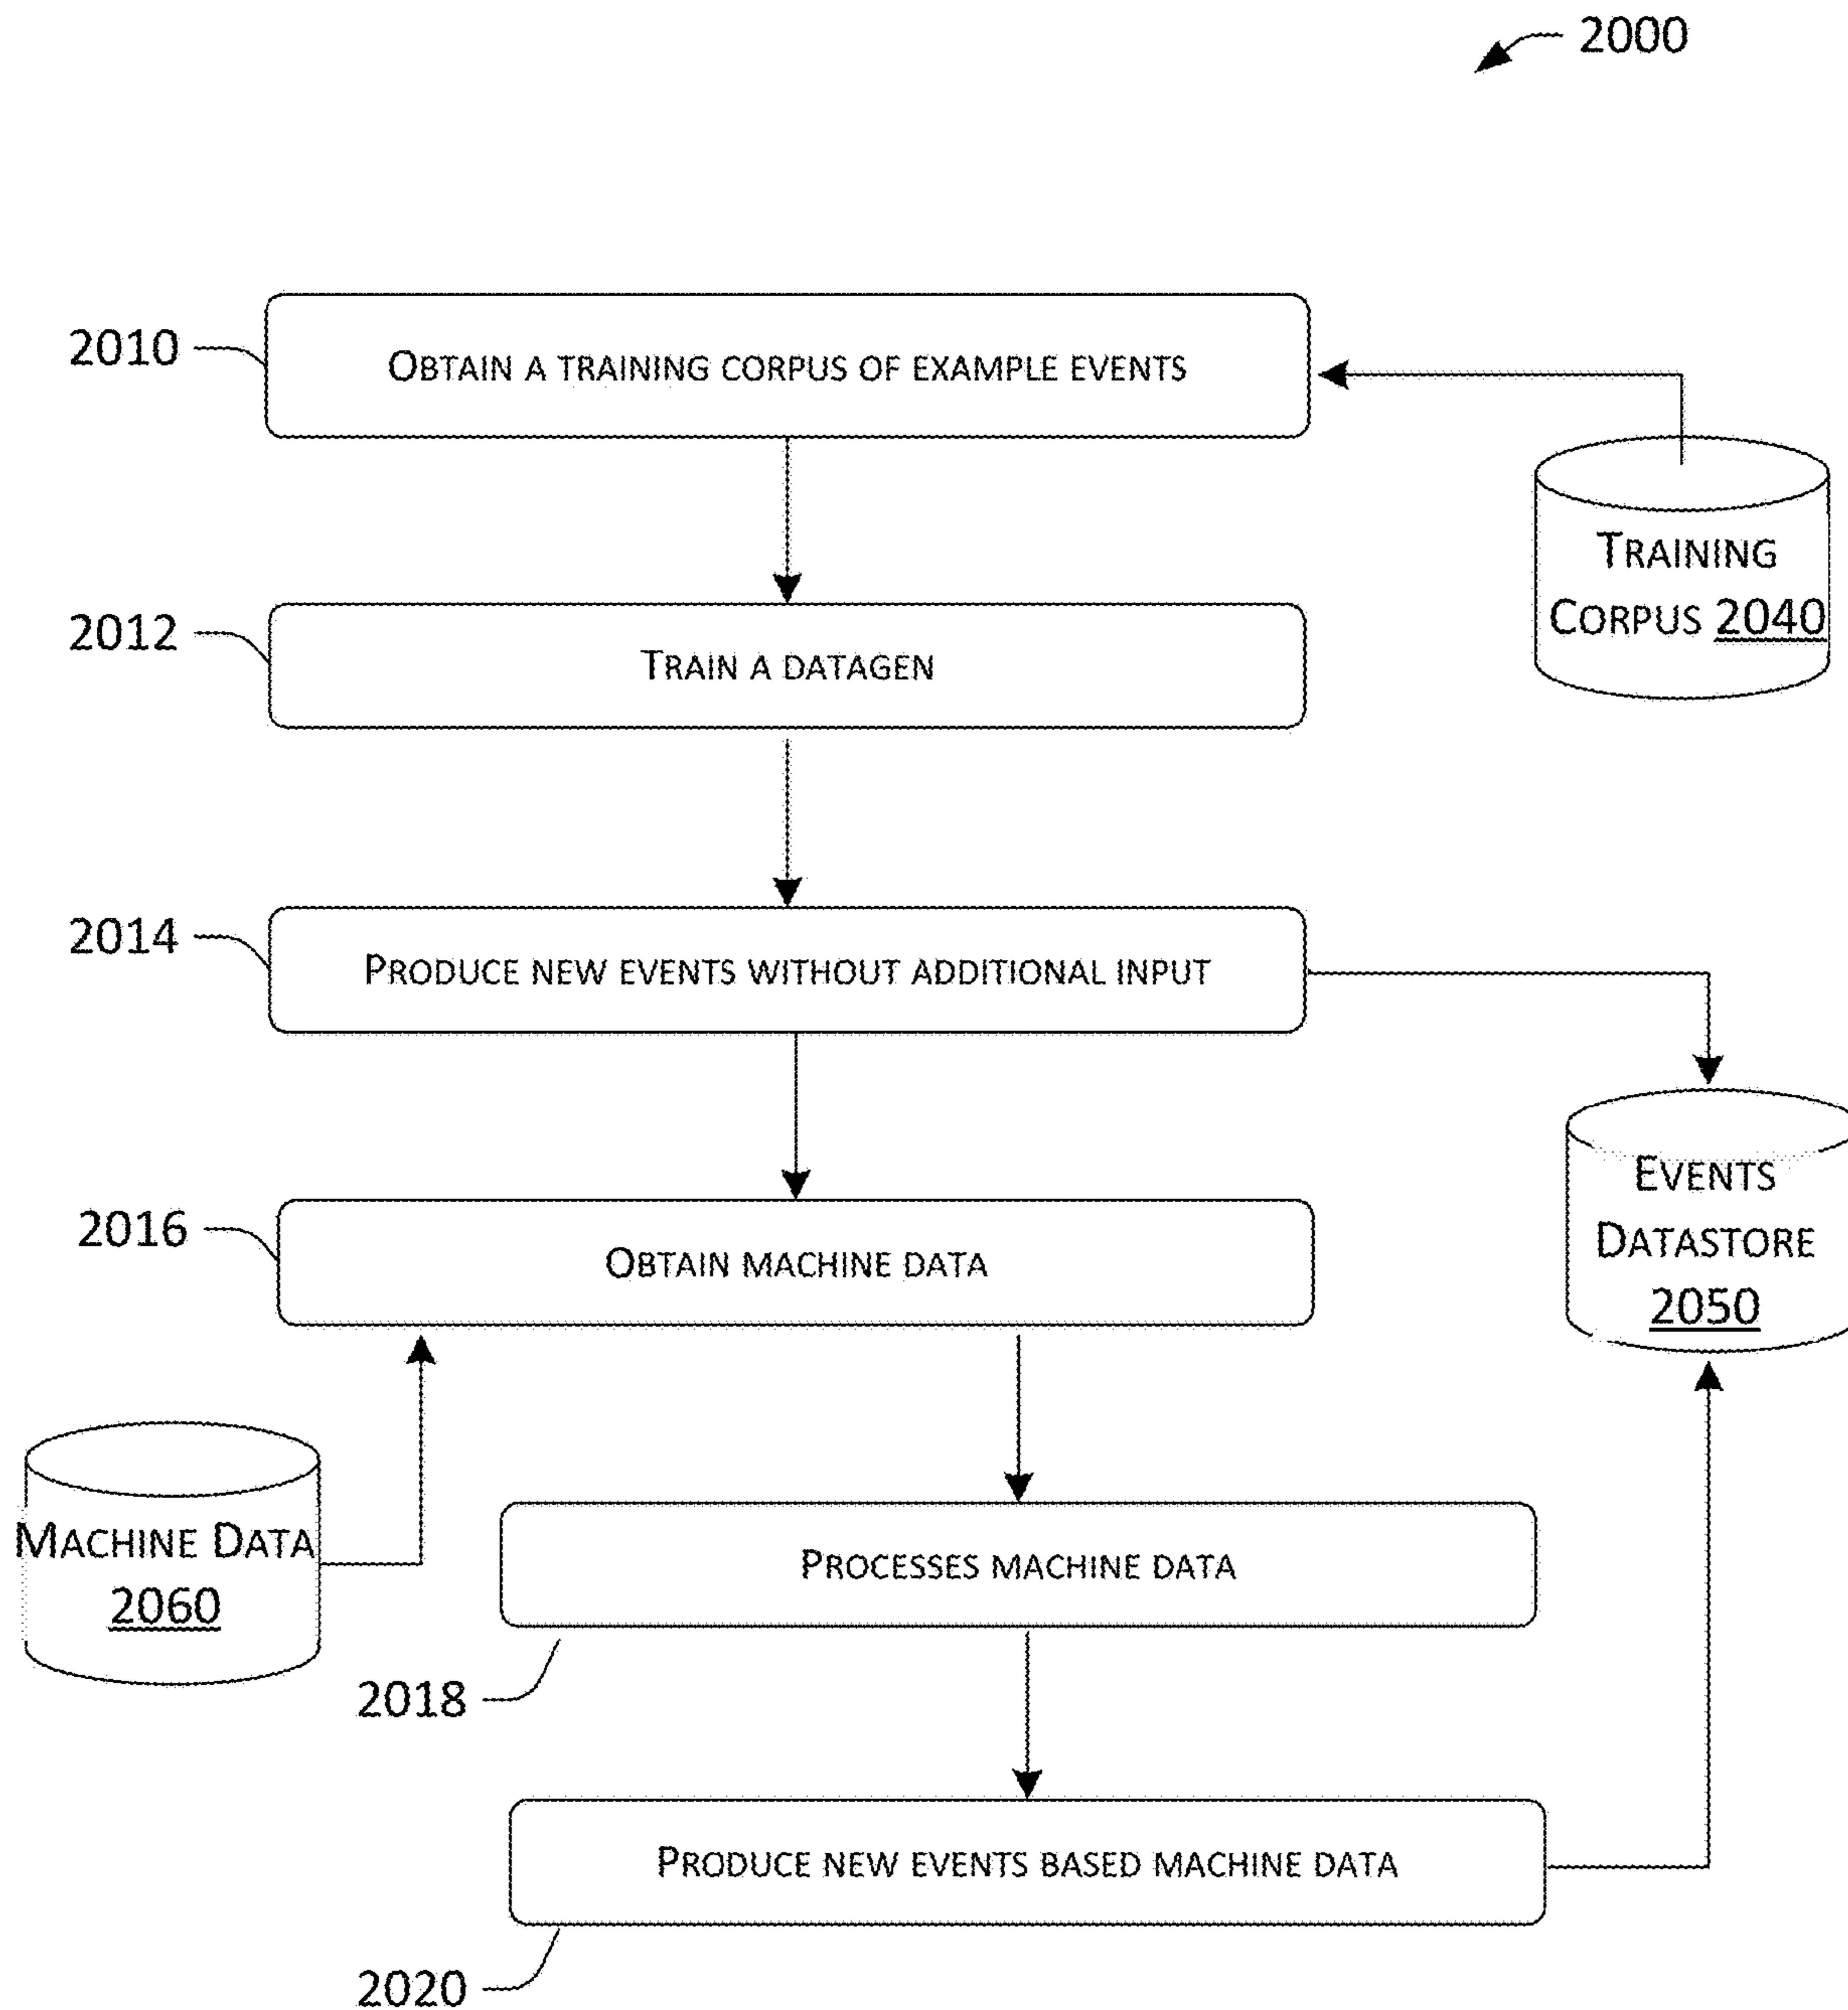 2000
2010
OBTAIN A TRAINING CORPUS OF EXAMPLE EVENTS
TRAINING
CORPUS 2040
2012
TRAIN A DATAGEN
2014
PRODUCE NEW EVENTS WITHOUT ADDITIONAL INPUT
EVENTS
DATASTORE
2050
2016
OBTAIN MACHINE DATA
MACHINE DATA
2060
PROCESSES MACHINE DATA
2018
PRODUCE NEW EVENTS BASED MACHINE DATA
2020